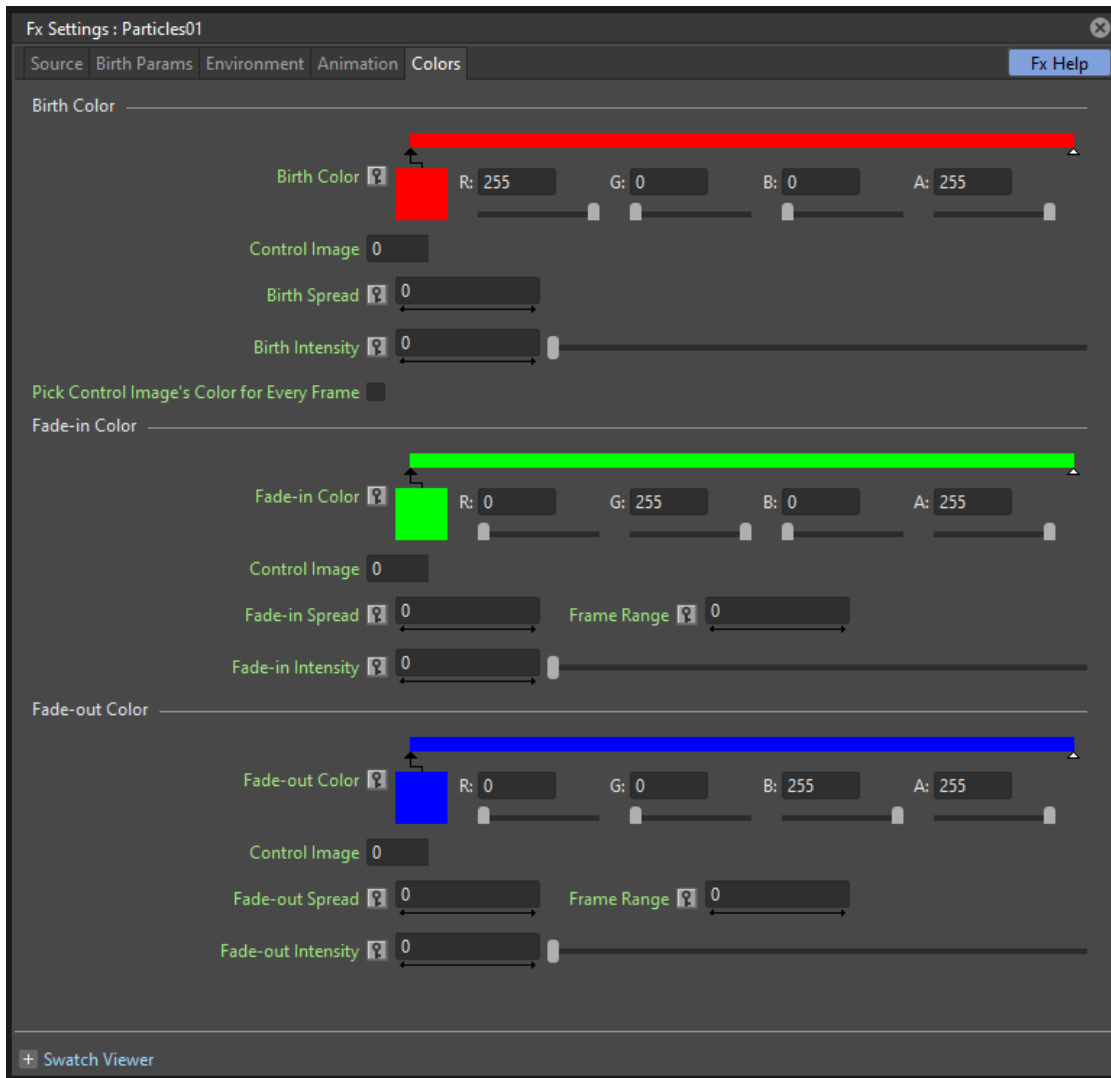 Fx Settings : Particles01
Source Birth Params Environment Animation Colors Fx Help
Birth Color
Birth Color R: 255 G: 0 B: 0 A: 255
Control Image 0
Birth Spread 0
Birth Intensity 0
Pick Control Image's Color for Every Frame
Fade-in Color
Fade-in Color R: 0 G: 255 B: 0 A: 255
Control Image 0
Fade-in Spread 0 Frame Range 0
Fade-in Intensity 0
Fade-out Color
Fade-out Color R: 0 G: 0 B: 255 A: 255
Control Image 0
Fade-out Spread 0 Frame Range 0
Fade-out Intensity 0
+ Swatch Viewer